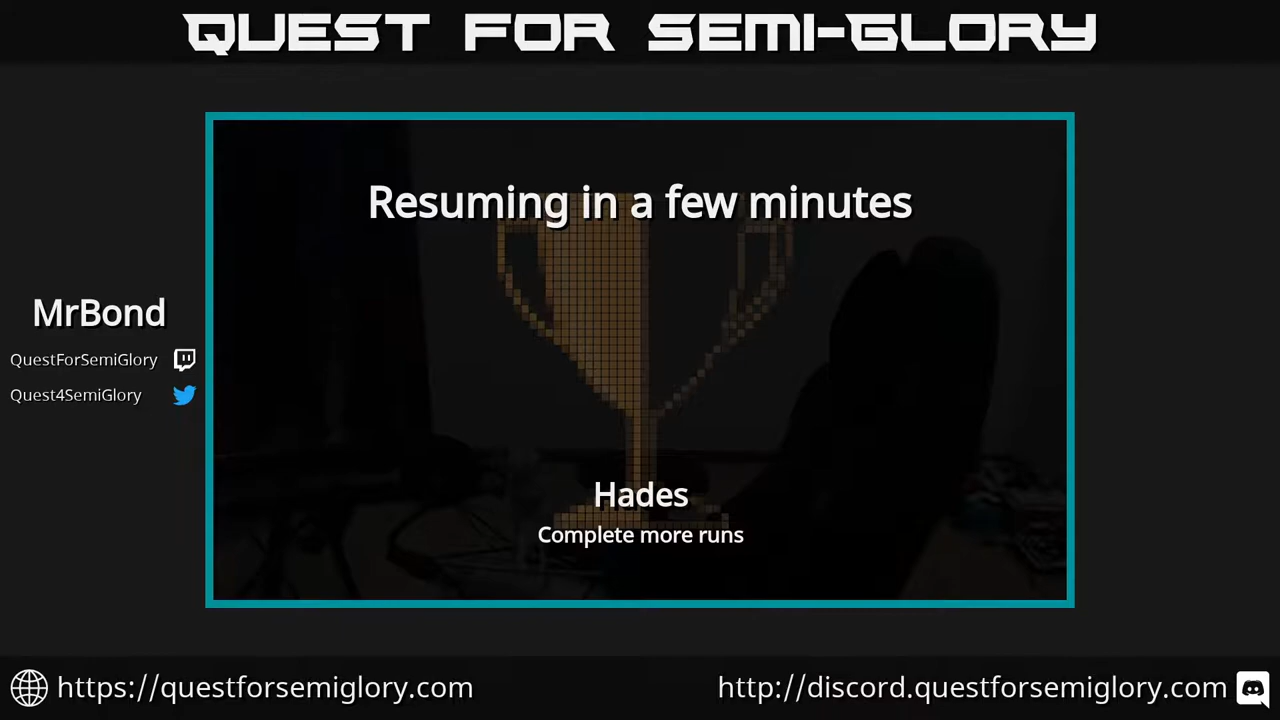 QUEST FOR SEMI-GLORY
Resuming in a few minutes
MrBond
QuestForSemiGlory
Quest4SemiGlory
Hades
Complete more runs
https://questforsemiglory.com
http://discord.questforsemiglory.com